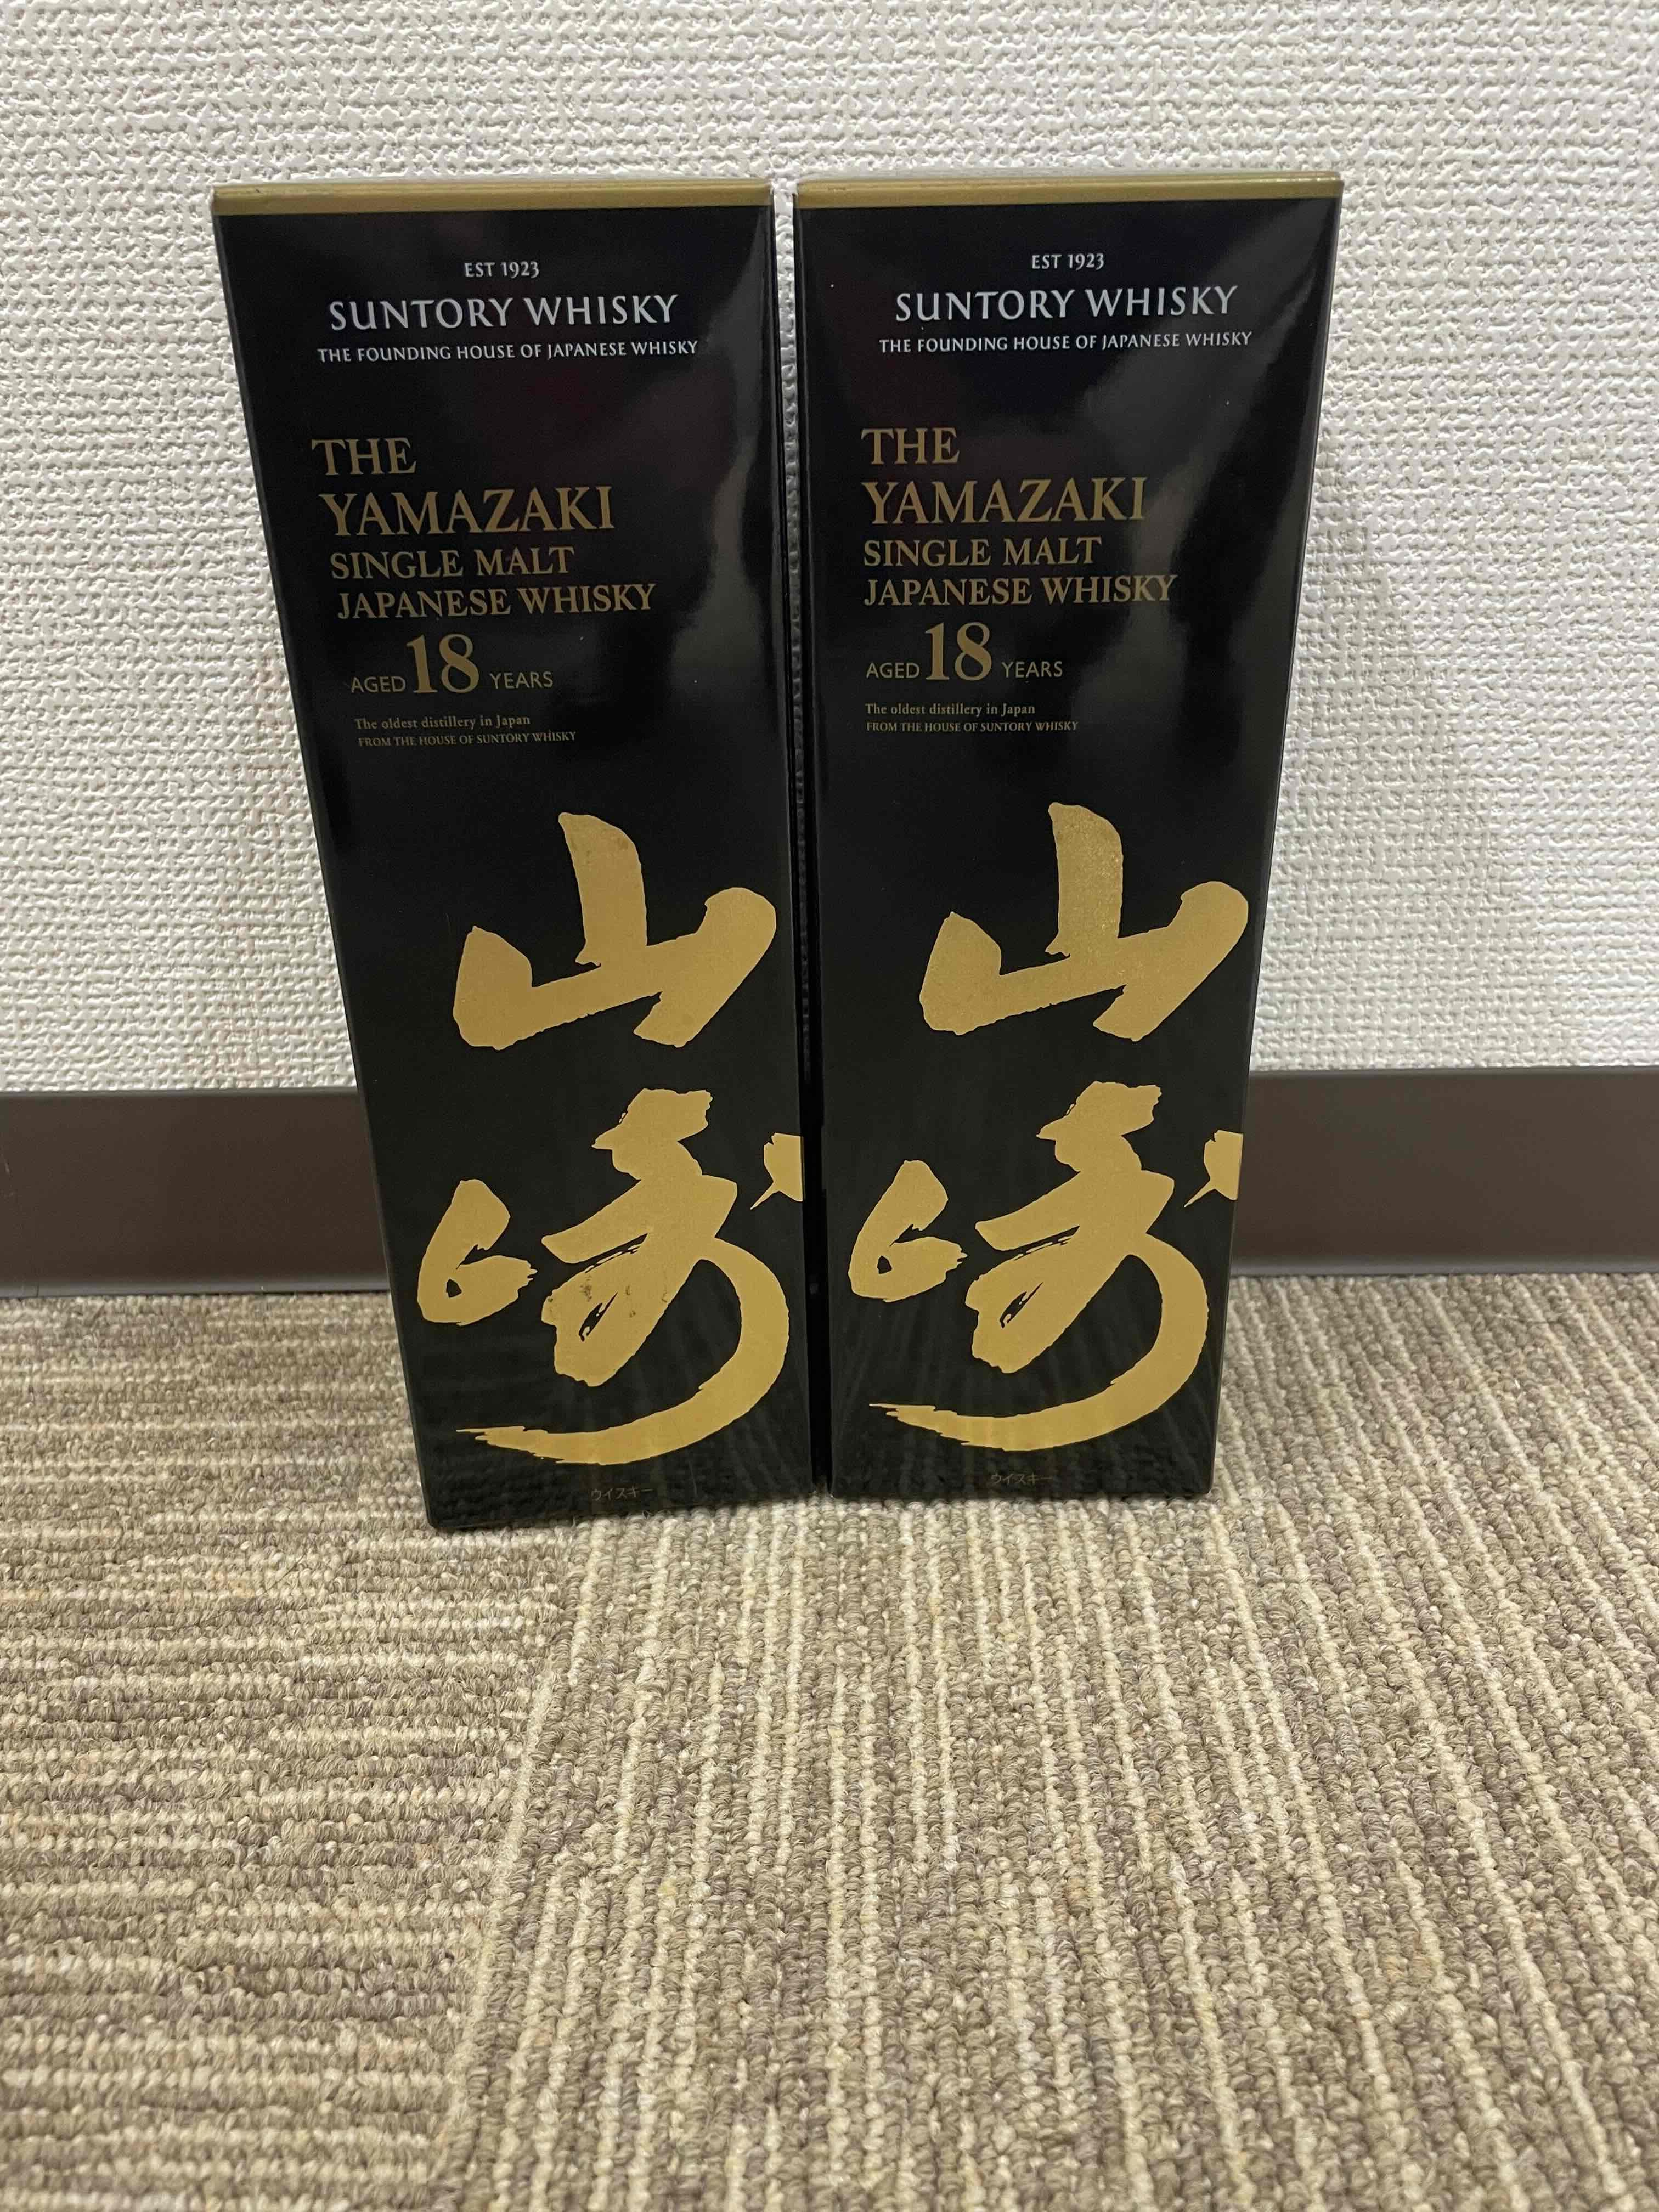 EST 1923
SUNTORY WHISKY
THE FOUNDING HOUSE OF JAPANESE WHISKY
THE
YAMAZAKI
SINGLE MALT
JAPANESE WHISKY
AGED 18 YEARS
The oldest distillery in Japan
FROM THE HOUSE OF SUNTORY WHISKY
山
崎
ウイスキー
EST 1923
SUNTORY WHISKY
THE FOUNDING HOUSE OF JAPANESE WHISKY
THE
YAMAZAKI
SINGLE MALT
JAPANESE WHISKY
AGED 18 YEARS
The oldest distillery in Japan
FROM THE HOUSE OF SUNTORY WHISKY
山
崎
ウイスキー